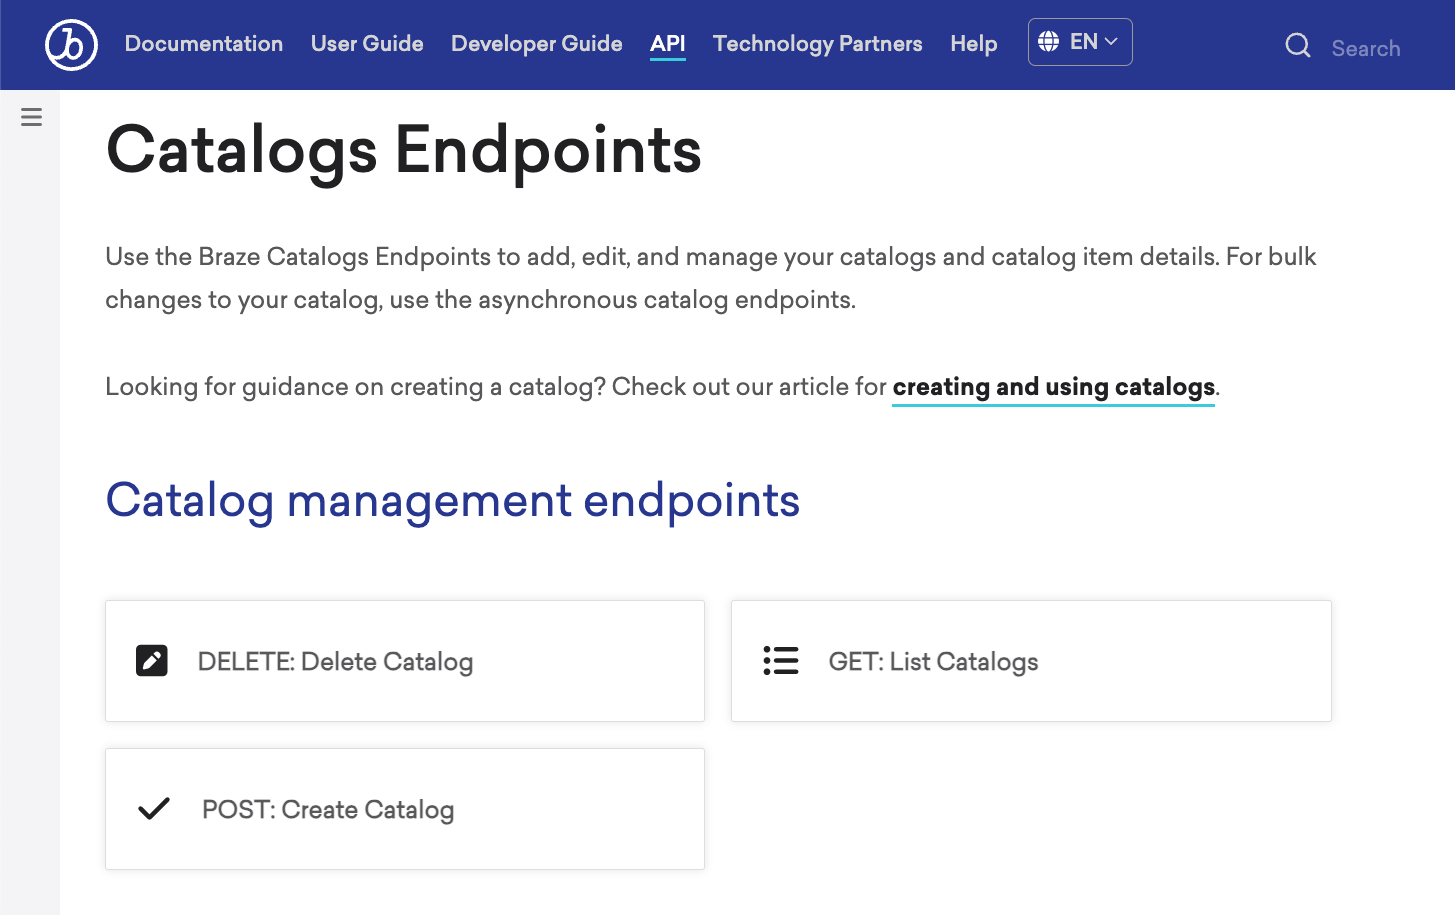 Documentation User Guide Developer Guide API Technology Partners Help EN Search
Catalogs Endpoints
Use the Braze Catalogs Endpoints to add, edit, and manage your catalogs and catalog item details. For bulk
changes to your catalog, use the asynchronous catalog endpoints.
Looking for guidance on creating a catalog? Check out our article for creating and using catalogs.
Catalog management endpoints
DELETE: Delete Catalog
GET: List Catalogs
POST: Create Catalog